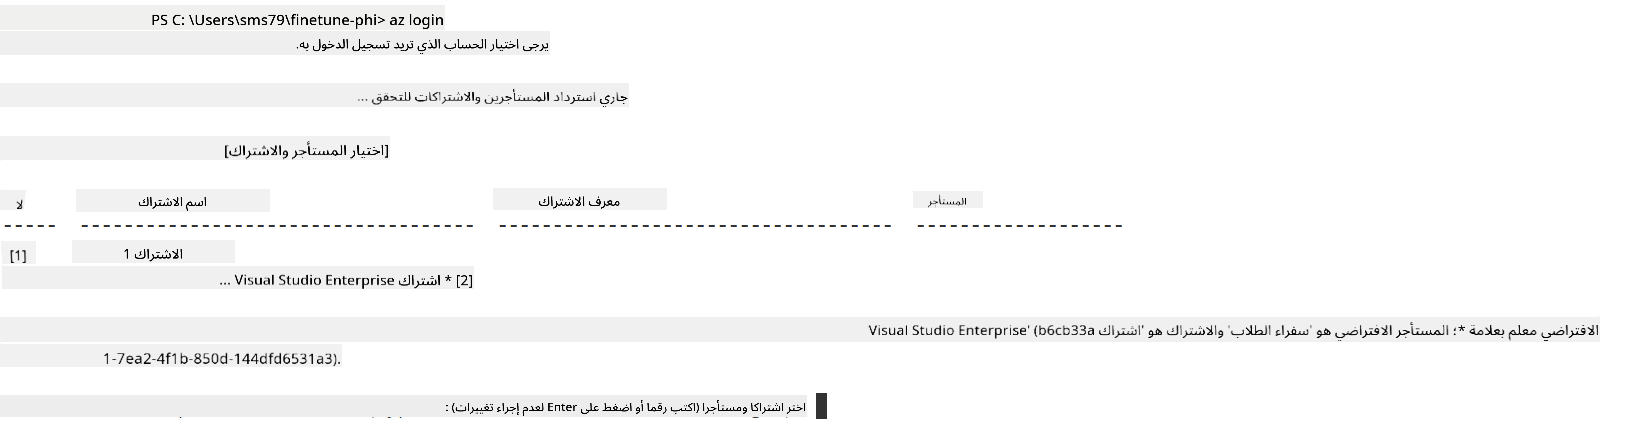 PS C: \Users\sms79\finetune-phi> az login
يرجى اختيار الحساب الذي تريد تسجيل الدخول به.
جاري استرداد المستأجرين والاشتراكات للتحقق ...
[اختيار المستأجر والاشتراك]
لا اسم الاشتراك معرف الاشتراك المستأجر
----- ------------------------------------ ------------------------------------ -------------------
[1] الاشتراك 1
[2] * اشتراك Visual Studio Enterprise ...
الافتراضي معلم بعلامة *؛ المستأجر الافتراضي هو 'سفراء الطلاب' والاشتراك هو 'اشتراك Visual Studio Enterprise' (b6cb33a
1-7ea2-4f1b-850d-144dfd6531a3).
اختر اشتراكا ومستأجرا (اكتب رقما أو اضغط على Enter لعدم إجراء تغييرات) :